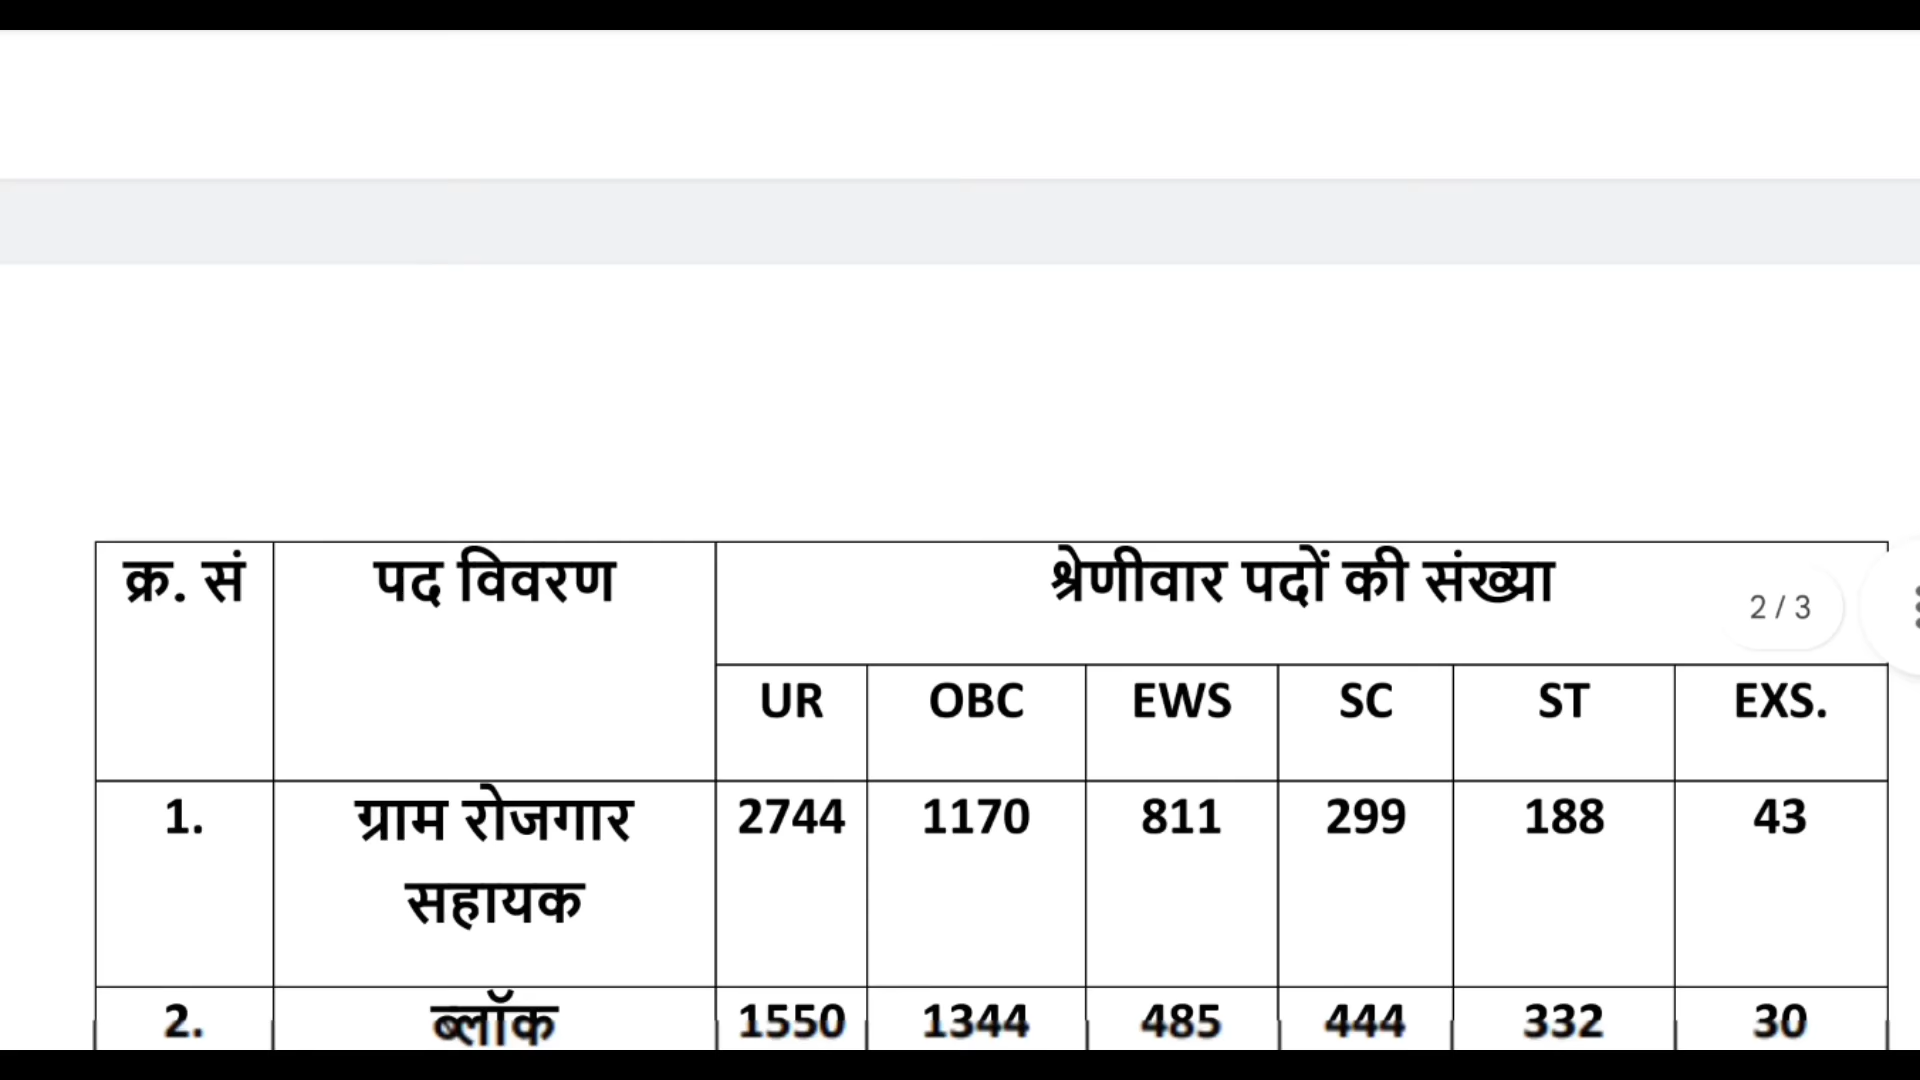 क्र. सं पद विवरण श्रेणीवार पदों की संख्या
2 / 3
UR OBC EWS SC ST EXS.
1. ग्राम रोजगार 2744 1170 811 299 188 43
सहायक
2. ब्लॉक 1550 1344 485 444 332 30